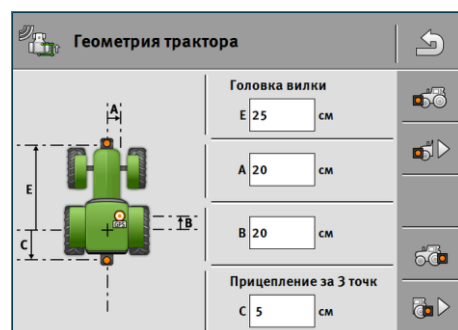 Геометрия трактора
Головка вилки
E 25 см
A 20 см
B 20 см
Прицепление за 3 точк
C 5 см
A
E
B
GPS
C